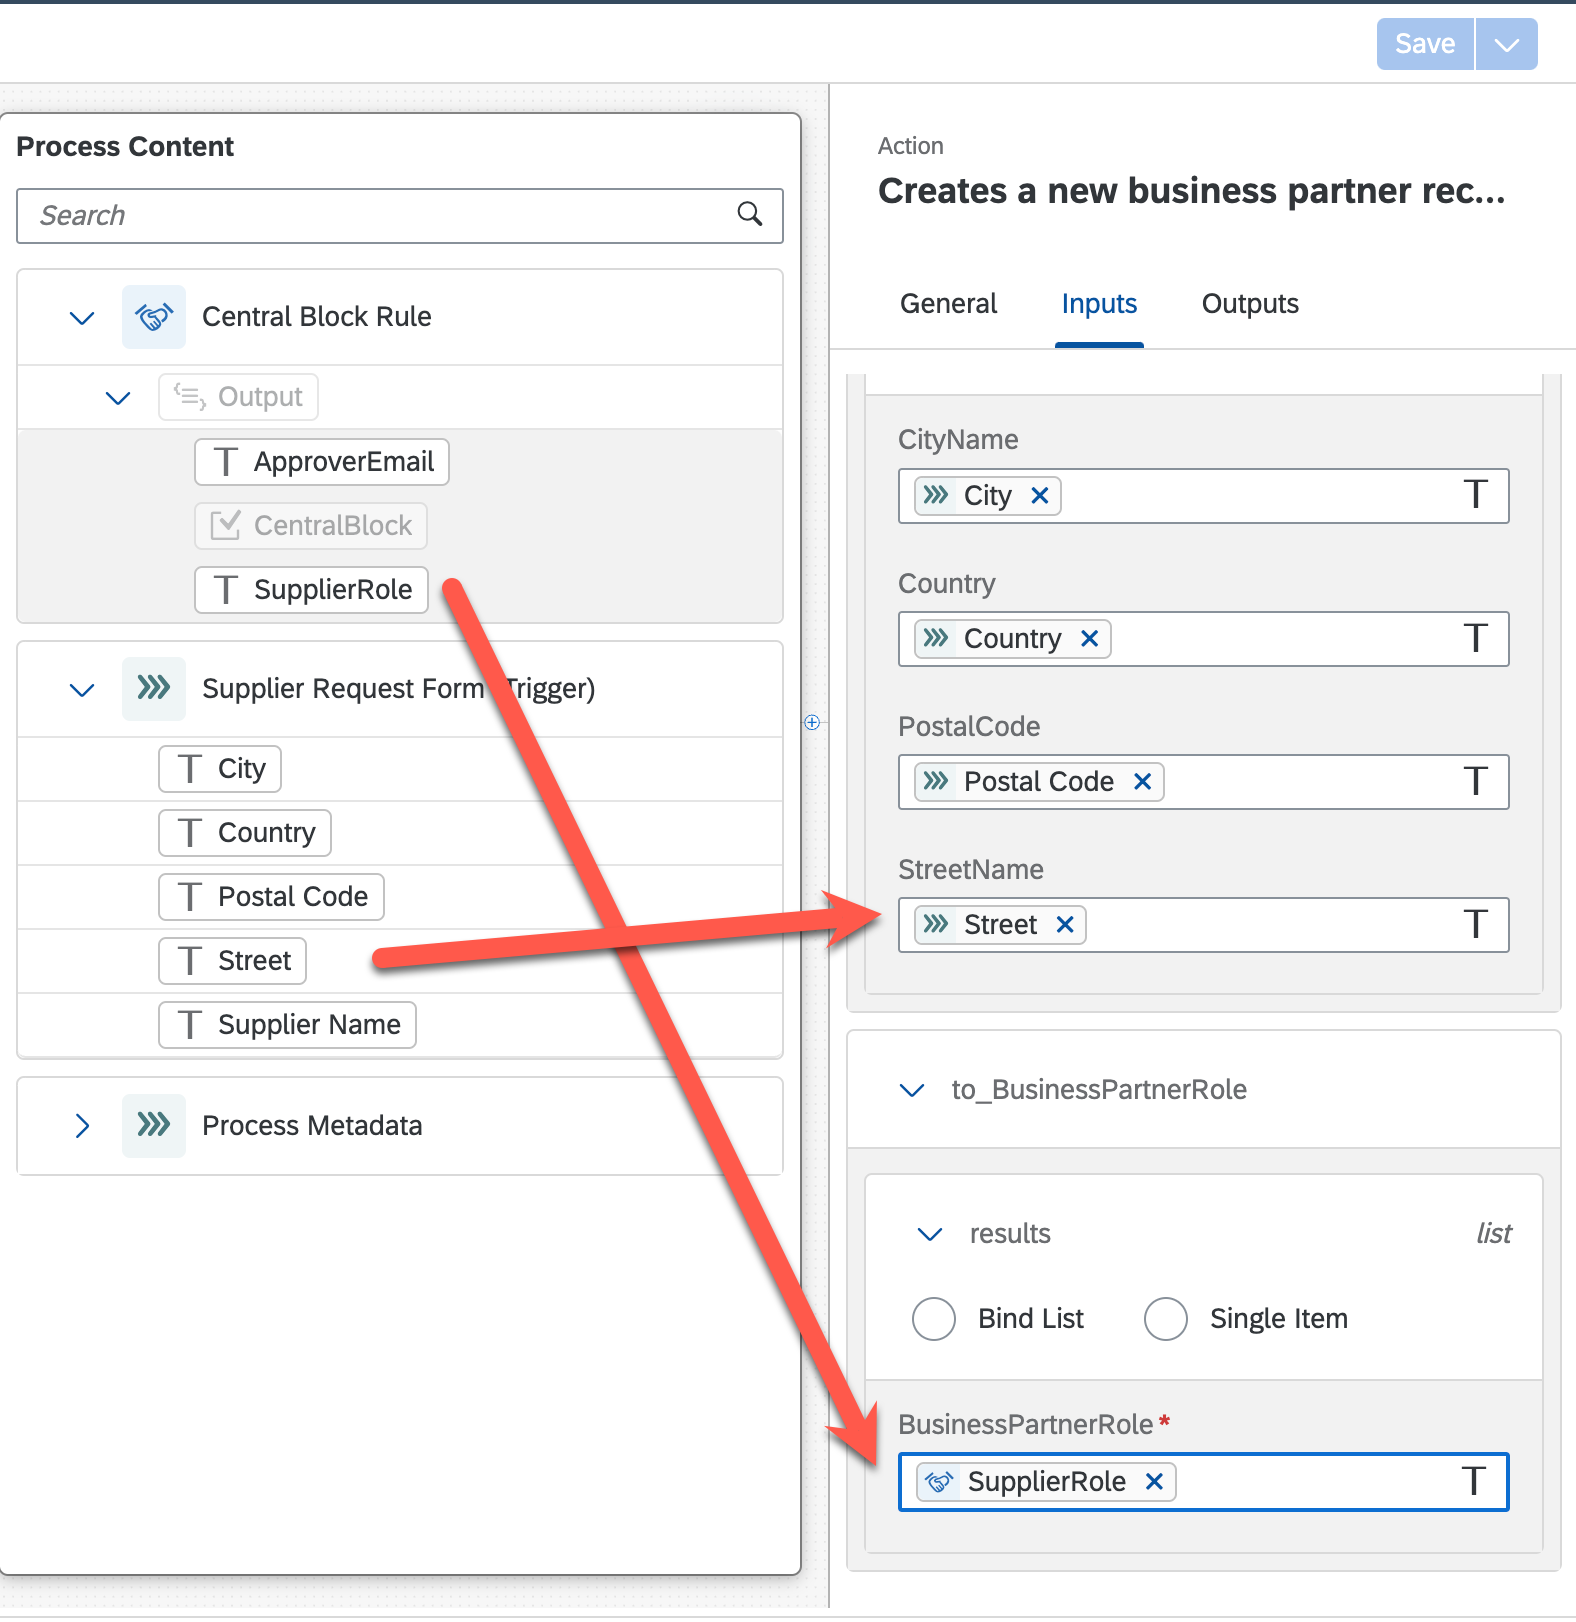 Save
Process Content
Search
Central Block Rule
Output
ApproverEmail
CentralBlock
SupplierRole
Supplier Request Form Trigger)
City
Country
Postal Code
Street
Supplier Name
Process Metadata
Action
Creates a new business partner rec...
General Inputs Outputs
CityName
City
Country
Country
PostalCode
Postal Code
StreetName
Street
to_BusinessPartnerRole
results list
Bind List Single Item
BusinessPartnerRole*
SupplierRole